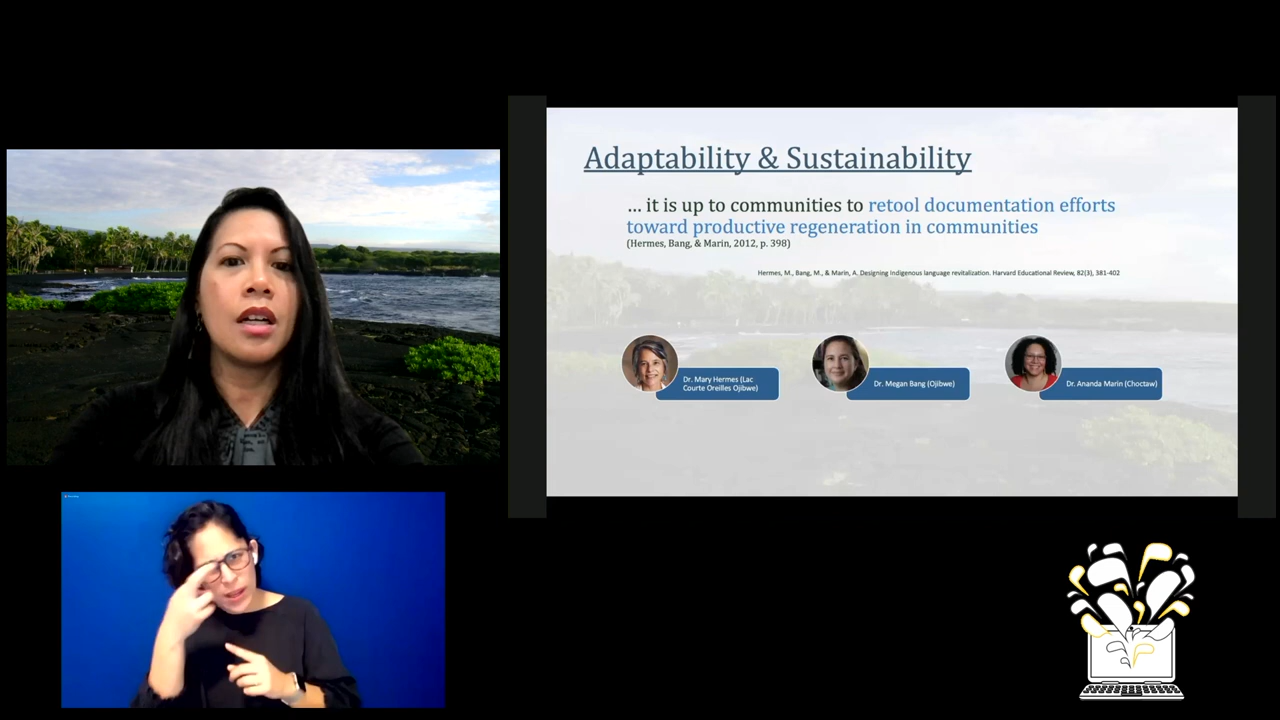 Adaptability & Sustainability
... it is up to communities to retool documentation efforts
toward productive regeneration in communities
(Hermes, Bang, & Marin, 2012, p. 398)
Hermes, M., Bang, M., & Marin, A. Designing Indigenous language revitalization. Harvard Educational Review, 82(3), 381-402
Dr. Mary Hermes (Lac
Courte Oreilles Ojibwe)
Dr. Megan Bang (Ojibwe)
Dr. Ananda Marin (Choctaw)